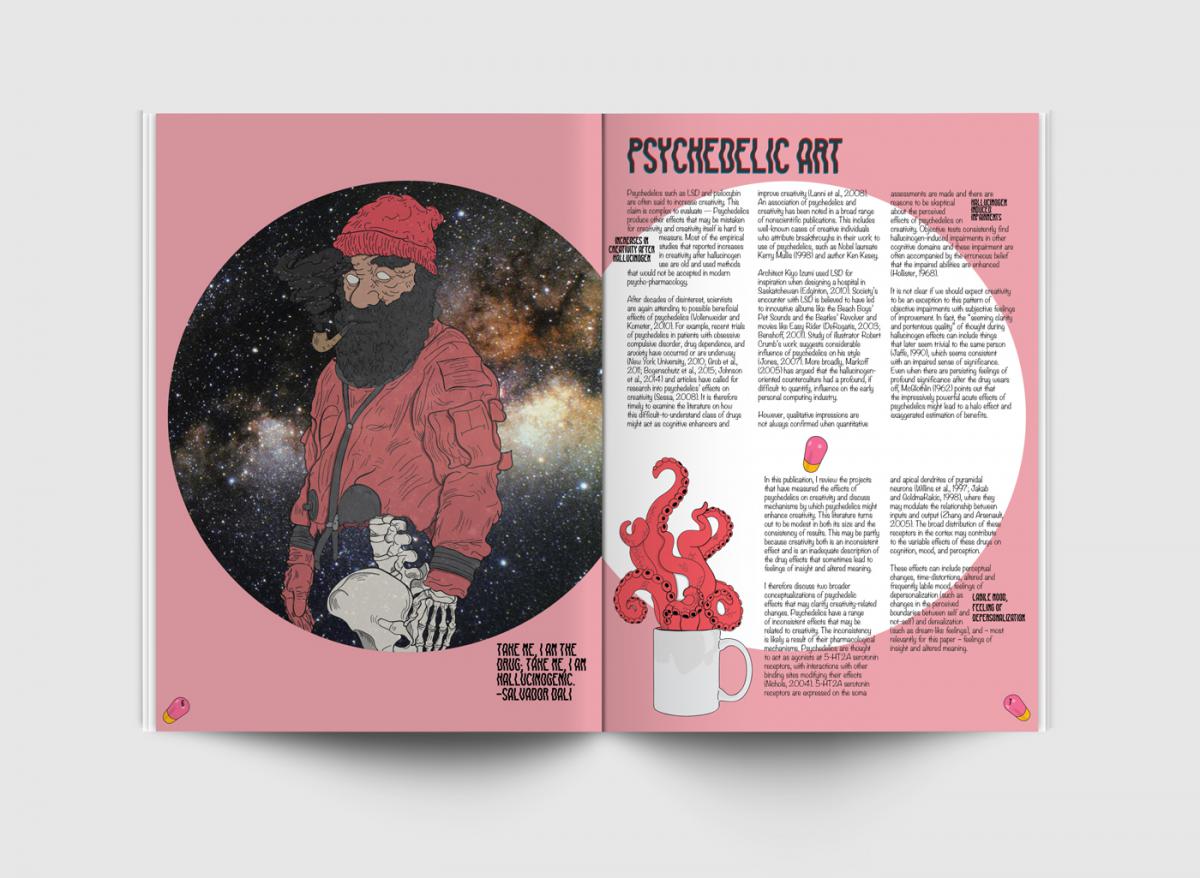 TAKE ME, I AM THE
DRUG; TAKE ME, I AM
HALLUCINOGENIC.
-SALVADOR DALI
6
PSYCHEDELIC ART
Psychedelics such as LSD and psilocybin
are often said to increase creativity. This
claim is complex to evaluate — Psychedelics
produce other effects that may be mistaken
for creativity and creativity itself is hard to
measure. Most of the empirical
studies that reported increases
in creativity after hallucinogen
use are old and used methods
that would not be accepted in modern
psycho-pharmacology.
INCREASES IN
CREATIVITY AFTER
HALLUCINOGEN
After decades of disinterest, scientists
are again attending to possible beneficial
effects of psychedelics (Vollenweider and
Kometer, 2010). For example, recent trials
of psychedelics in patients with obsessive
compulsive disorder, drug dependence, and
anxiety have occurred or are underway
(New York University, 2010; Grob et al.,
2011; Bogenschutz et al., 2015; Johnson
et al., 2014) and articles have called for
research into psychedelics' effects on
creativity (Sessa, 2008). It is therefore
timely to examine the literature on how
this difficult-to-understand class of drugs
might act as cognitive enhancers and
improve creativity (Lanni et al., 2008).
An association of psychedelics and
creativity has been noted in a broad range
of nonscientific publications. This includes
well-known cases of creative individuals
who attribute breakthroughs in their work to
use of psychedelics, such as Nobel laureate
Kerry Mullis (1998) and author Ken Kesey.
Architect Kiyo Izumi used LSD for
inspiration when designing a hospital in
Saskatchewan (Edginton, 2010). Society's
encounter with LSD is believed to have led
to innovative albums like the Beach Boys'
Pet Sounds and the Beatles' Revolver and
movies like Easy Rider (DeRogatis, 2003;
Benshoff, 2001). Study of illustrator Robert
Crumb's work suggests considerable
influence of psychedelics on his style
(Jones, 2007). More broadly, Markoff
(2005) has argued that the hallucinogen-
oriented counterculture had a profound, if
difficult to quantify, influence on the early
personal computing industry.
However, qualitative impressions are
not always confirmed when quantitative
assessments are made and there are
reasons to be skeptical
about the perceived
effects of psychedelics on
creativity. Objective tests consistently find
hallucinogen-induced impairments in other
cognitive domains and these impairment are
often accompanied by the erroneous belief
that the impaired abilities are enhanced
(Hollister, 1968).
HALLUCINOGEN
INDUCED
IMPAIRMENTS
It is not clear if we should expect creativity
to be an exception to this pattern of
objective impairments with subjective feelings
of improvement. In fact, the "seeming clarity
and portentous quality" of thought during
hallucinogen effects can include things
that later seem trivial to the same person
(Jaffe, 1990), which seems consistent
with an impaired sense of significance.
Even when there are persisting feelings of
profound significance after the drug wears
off, McGlothlin (1962) points out that
the impressively powerful acute effects of
psychedelics might lead to a halo effect and
exaggerated estimation of benefits.
In this publication, I review the projects
that have measured the effects of
psychedelics on creativity and discuss
mechanisms by which psychedelics might
enhance creativity. This literature turns
out to be modest in both its size and the
consistency of results. This may be partly
because creativity both is an inconsistent
effect and is an inadequate description of
the drug effects that sometimes lead to
feelings of insight and altered meaning.
I therefore discuss two broader
conceptualizations of psychedelic
effects that may clarify creativity-related
changes. Psychedelics have a range
of inconsistent effects that may be
related to creativity. The inconsistency
is likely a result of their pharmacological
mechanisms. Psychedelics are thought
to act as agonists at 5-HT2A serotonin
receptors, with interactions with other
binding sites modifying their effects
(Nichols, 2004). 5-HT2A serotonin
receptors are expressed on the soma
and apical dendrites of pyramidal
neurons (Willins et al., 1997; Jakab
and GoldmaRakic, 1998), where they
may modulate the relationship between
inputs and output (Zhang and Arsenault,
2005). The broad distribution of these
receptors in the cortex may contribute
to the variable effects of these drugs on
cognition, mood, and perception.
These effects can include perceptual
changes, time-distortions, altered and
frequently labile mood, feelings of
depersonalization (such as
changes in the perceived
boundaries between self and
not-self) and derealization
(such as dream-like feelings), and – most
relevantly for this paper – feelings of
insight and altered meaning.
LABILE MOOD,
FEELING OF
DEPENSONALIZATION
7